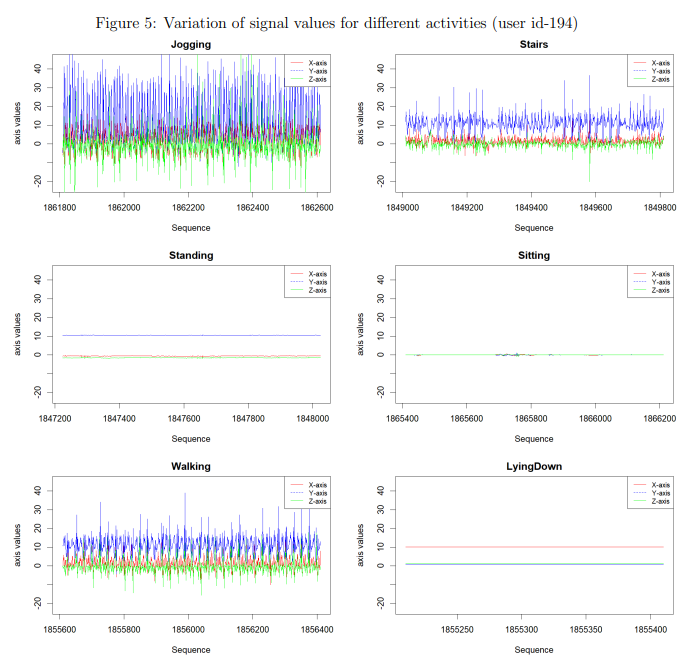 Figure 5: Variation of signal values for different activities (user id-194)
Jogging
axis values
40
30
20
10
0
-20
X-axis
Y-axis
Z-axis
1861800 1862000 1862200 1862400 1862600
Sequence
Stairs
axis values
40
30
20
10
0
-20
X-axis
Y-axis
Z-axis
1849000 1849200 1849400 1849600 1849800
Sequence
Standing
axis values
40
30
20
10
0
-20
X-axis
Y-axis
Z-axis
1847200 1847400 1847600 1847800 1848000
Sequence
Sitting
axis values
40
30
20
10
0
-20
X-axis
Y-axis
Z-axis
1865400 1865600 1865800 1866000 1866200
Sequence
Walking
axis values
40
30
20
10
0
-20
X-axis
Y-axis
Z-axis
1855600 1855800 1856000 1856200 1856400
Sequence
LyingDown
axis values
40
30
20
10
0
-20
X-axis
Y-axis
Z-axis
1855250 1855300 1855350 1855400
Sequence